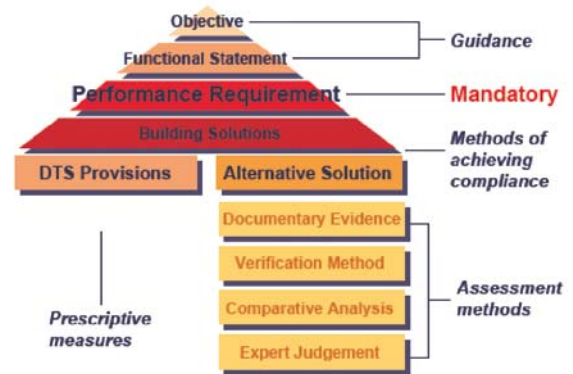 Objective
Functional Statement
Guidance
Performance Requirement
Mandatory
Building Solutions
Methods of
achieving
compliance
DTS Provisions
Alternative Solution
Documentary Evidence
Verification Method
Comparative Analysis
Expert Judgement
Prescriptive
measures
Assessment
methods